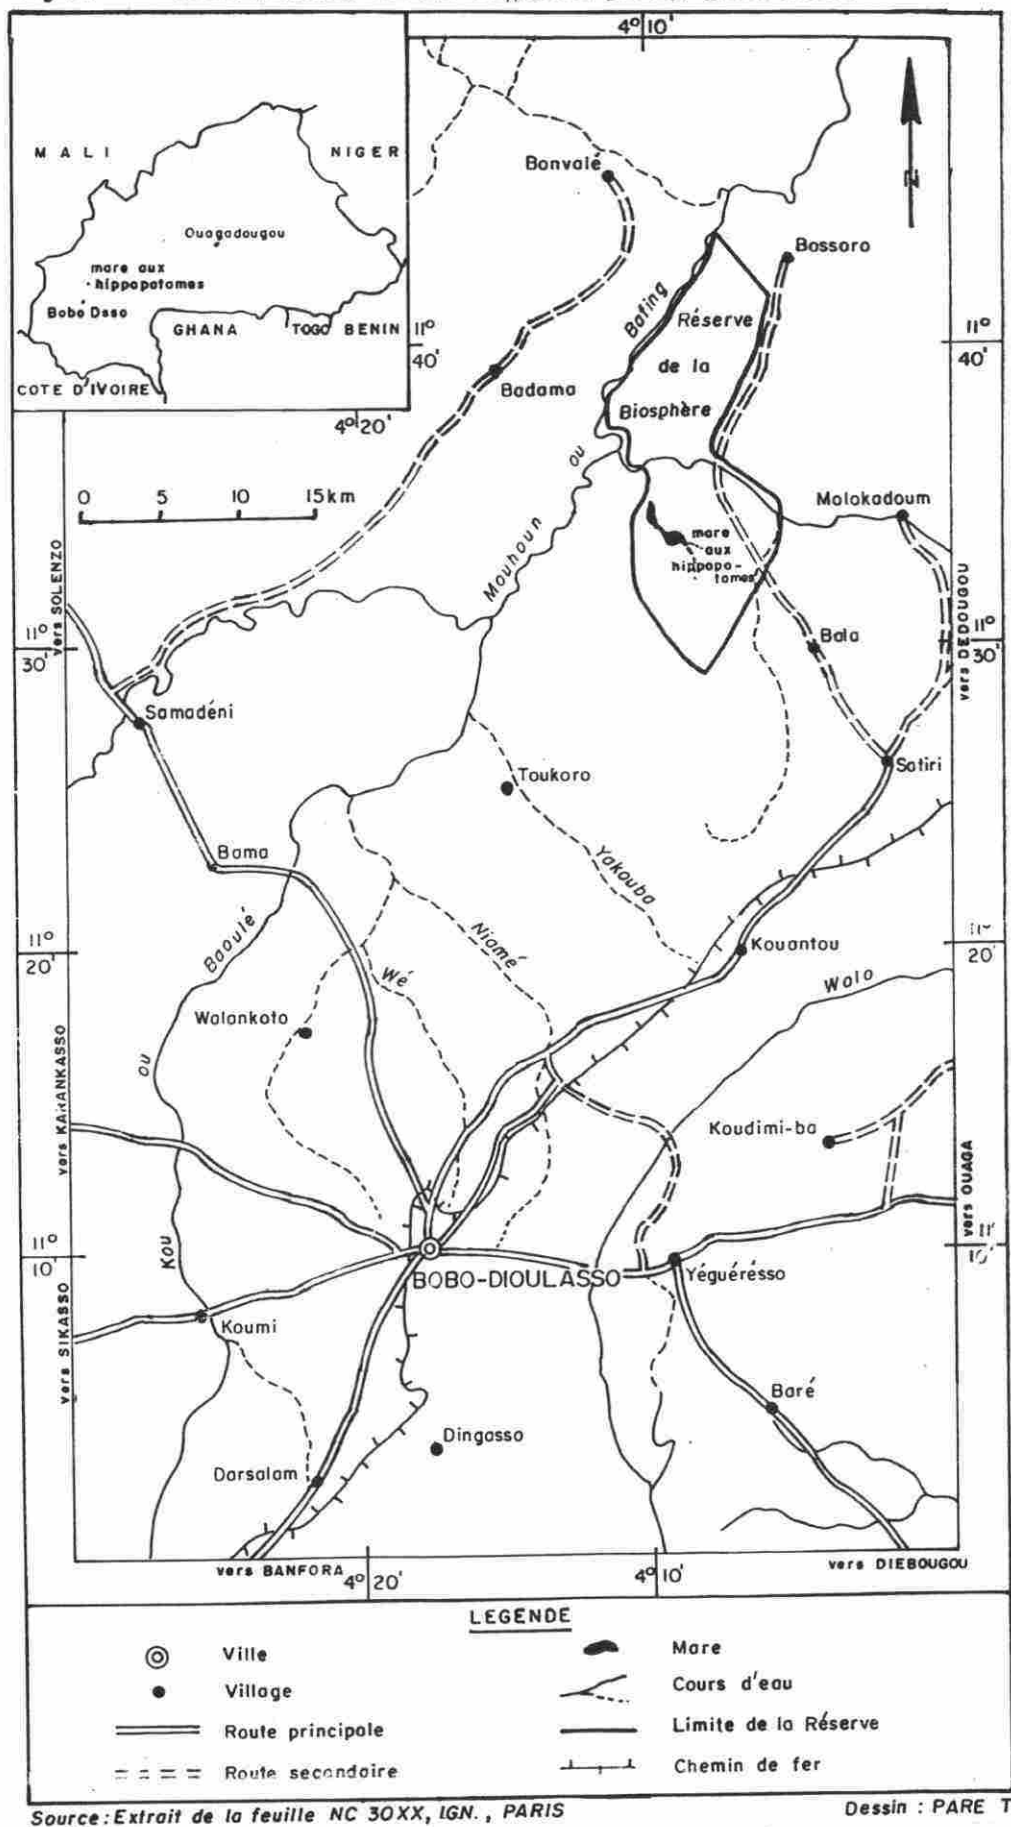 4°10'
MALI
NIGER
Ouagadougou
mare aux
hippopotames
Bobo Dsso
GHANA
TOGO
BENIN
COTE D'IVOIRE
11°
40'
4°20'
Bonvalé
Bossoro
Bafing
Réserve
de la
Biosphère
11°
40'
Badama
ou
Mouhoun
0 5 10 15 km
Molokadoum
mare
aux
hippopo-
tames
vers SOLENZO
vers DEDOUGOU
11°
30'
11°
30'
Bala
Samadéni
Satiri
Toukoro
Bama
Yakouba
Baoulé
Niamé
Wé
Kouantou
11°
20'
20'
Wolo
Walankoto
ou
vers KARANKASSO
Koudimi-ba
vers OUAGA
Kou
11°
10'
10'
BOBO-DIOULASSO
Yéguérésso
Koumi
vers SIKASSO
Baré
Dingasso
Darsalam
vers BANFORA
4°20'
4°10'
vers DIEBOUGOU
LEGENDE
Ville
Village
Route principale
Route secondaire
Mare
Cours d'eau
Limite de la Réserve
Chemin de fer
Source: Extrait de la feuille NC 30XX, IGN., PARIS
Dessin : PARE T